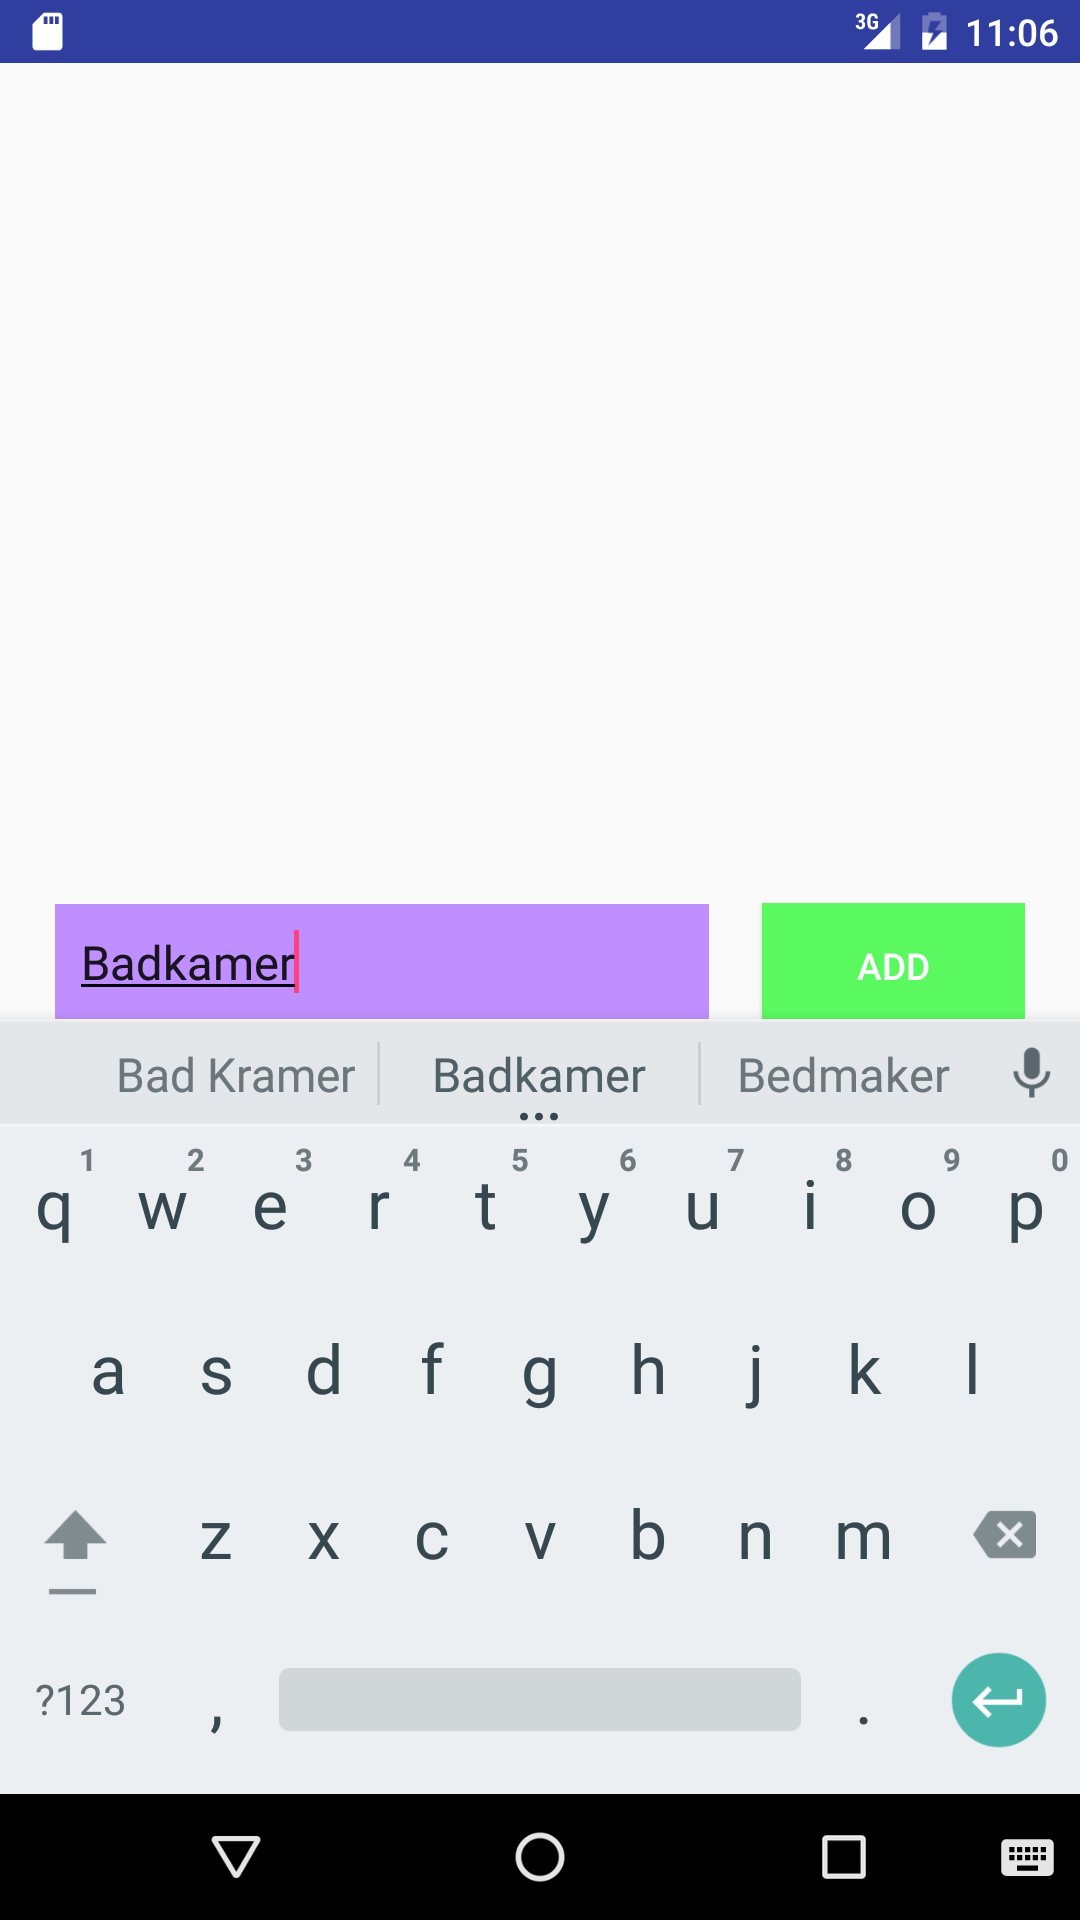 3G 11:06
Badkamer
ADD
Bad Kramer Badkamer Bedmaker
1 2 3 4 5 6 7 8 9 0
q w e r t y u i o p
a s d f g h j k l
z x c v b n m
?123 , .